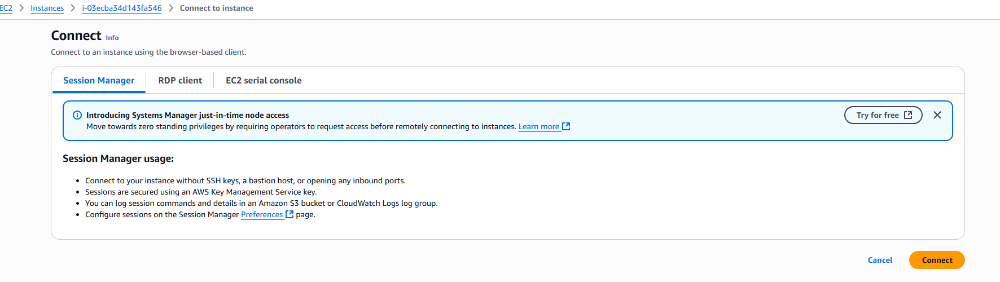 EC2 > Instances > i-03ecba34d143fa546 > Connect to instance
Connect Info
Connect to an instance using the browser-based client.
Session Manager
RDP client
EC2 serial console
Introducing Systems Manager just-in-time node access
Move towards zero standing privileges by requiring operators to request access before remotely connecting to instances. Learn more
Try for free
Session Manager usage:
• Connect to your instance without SSH keys, a bastion host, or opening any inbound ports.
• Sessions are secured using an AWS Key Management Service key.
• You can log session commands and details in an Amazon S3 bucket or CloudWatch Logs log group.
• Configure sessions on the Session Manager Preferences page.
Cancel
Connect